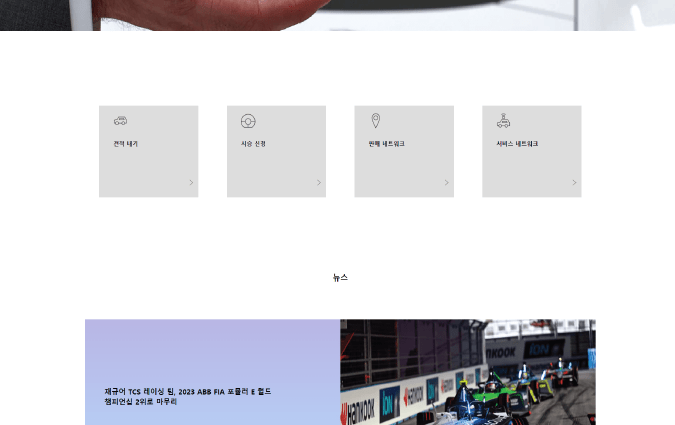 견적 내기
시승 신청
판매 네트워크
서비스 네트워크
뉴스
재규어 TCS 레이싱 팀, 2023 ABB FIA 포뮬러 E 월드
챔피언십 2위로 마무리
HANKOOK
iON
HANKOOK
iON